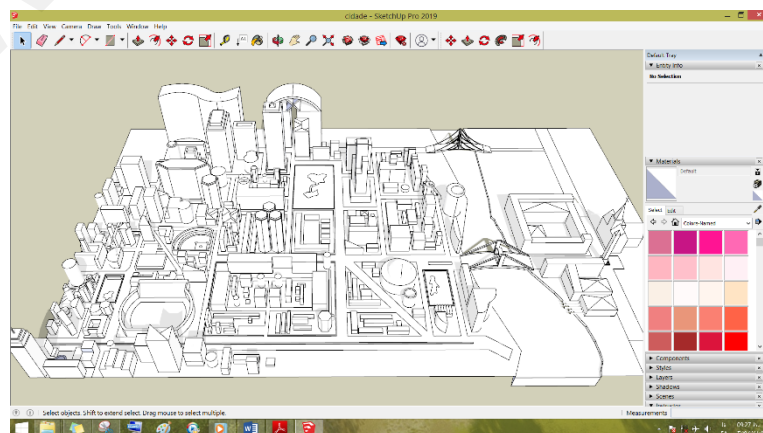 cidade - SketchUp Pro 2019
File Edit View Camera Draw Tools Window Help
Default Tray
Entity Info
No Selection
Materials
Default
Select Edit
Colors-Named
Components
Styles
Layers
Shadows
Scenes
Select objects. Shift to extend select. Drag mouse to select multiple.
Measurements